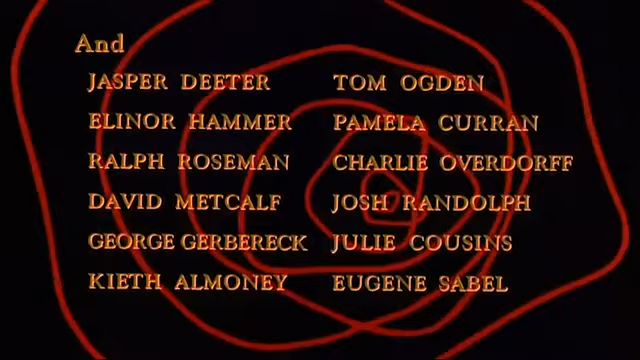 And
JASPER DEETER TOM OGDEN
ELINOR HAMMER PAMELA CURRAN
RALPH ROSEMAN CHARLIE OVERDORFF
DAVID METCALF JOSH RANDOLPH
GEORGE GERBERECK JULIE COUSINS
KIETH ALMONEY EUGENE SABEL